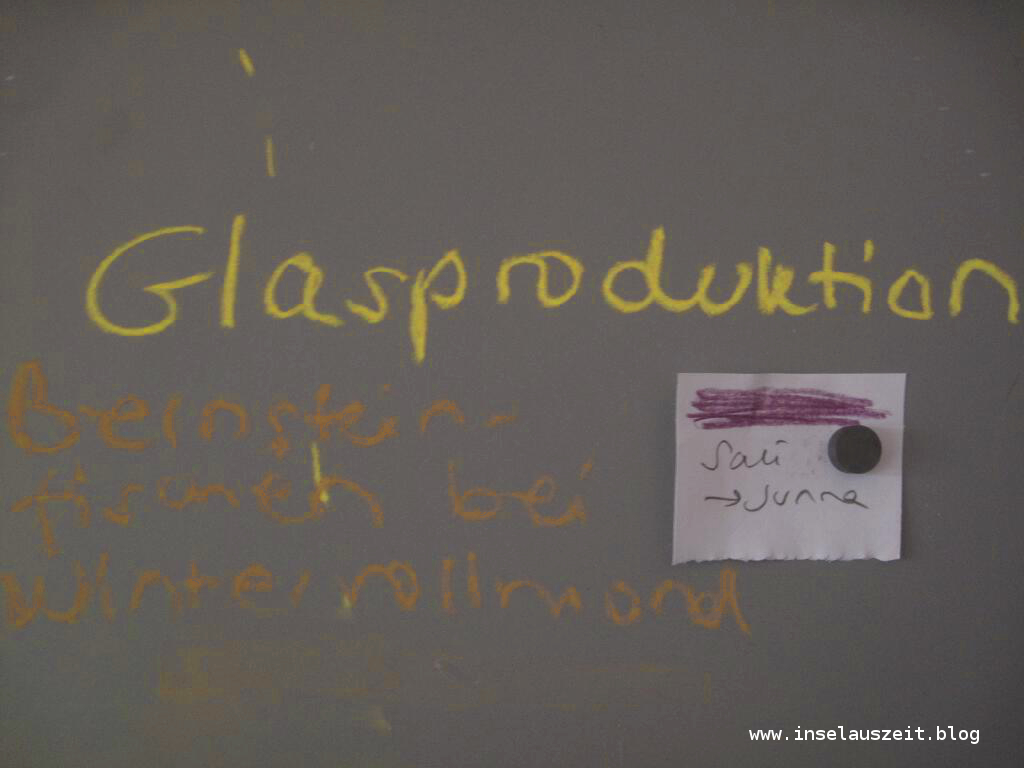 Glasproduktion
Bernstein-
fischen bei
Wintervollmond
Sali
→ Junna
www.inselauszeit.blog